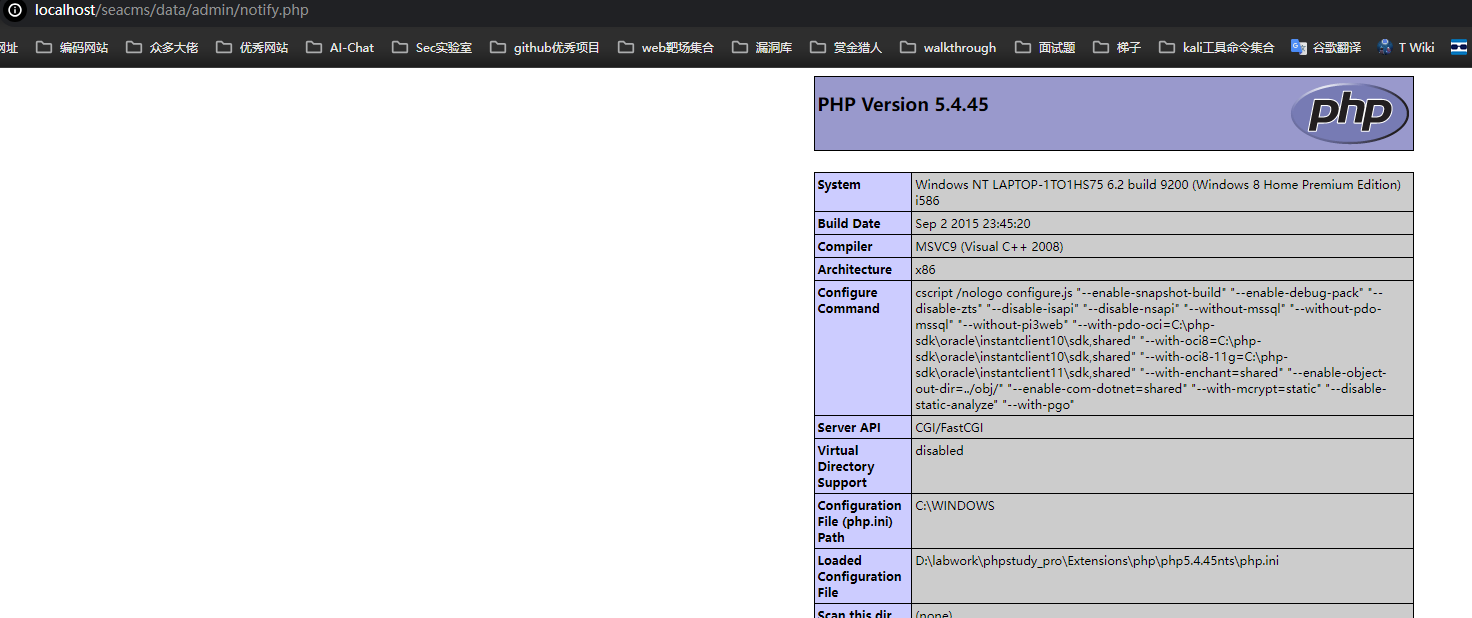 localhost/seacms/data/admin/notify.php
网址 编码网站 众多大佬 优秀网站 AI-Chat Sec实验室 github优秀项目 web靶场集合 漏洞库 赏金猎人 walkthrough 面试题 梯子 kali工具命令集合 谷歌翻译 T Wiki
PHP Version 5.4.45
php
System
Windows NT LAPTOP-1TO1HS75 6.2 build 9200 (Windows 8 Home Premium Edition)
i586
Build Date
Sep 2 2015 23:45:20
Compiler
MSVC9 (Visual C++ 2008)
Architecture
x86
Configure
Command
cscript /nologo configure.js "--enable-snapshot-build" "--enable-debug-pack" "--
disable-zts" "--disable-isapi" "--disable-nsapi" "--without-mssql" "--without-pdo-
mssql" "--without-pi3web" "--with-pdo-oci=C:\php-
sdk\oracle\instantclient10\sdk,shared" "--with-oci8=C:\php-
sdk\oracle\instantclient10\sdk,shared" "--with-oci8-11g=C:\php-
sdk\oracle\instantclient11\sdk,shared" "--with-enchant=shared" "--enable-object-
out-dir=../obj/" "--enable-com-dotnet=shared" "--with-mcrypt=static" "--disable-
static-analyze" "--with-pgo"
Server API
CGI/FastCGI
Virtual
Directory
Support
disabled
Configuration
File (php.ini)
Path
C:\WINDOWS
Loaded
Configuration
File
D:\labwork\phpstudy_pro\Extensions\php\php5.4.45nts\php.ini
Scan this dir
(none)